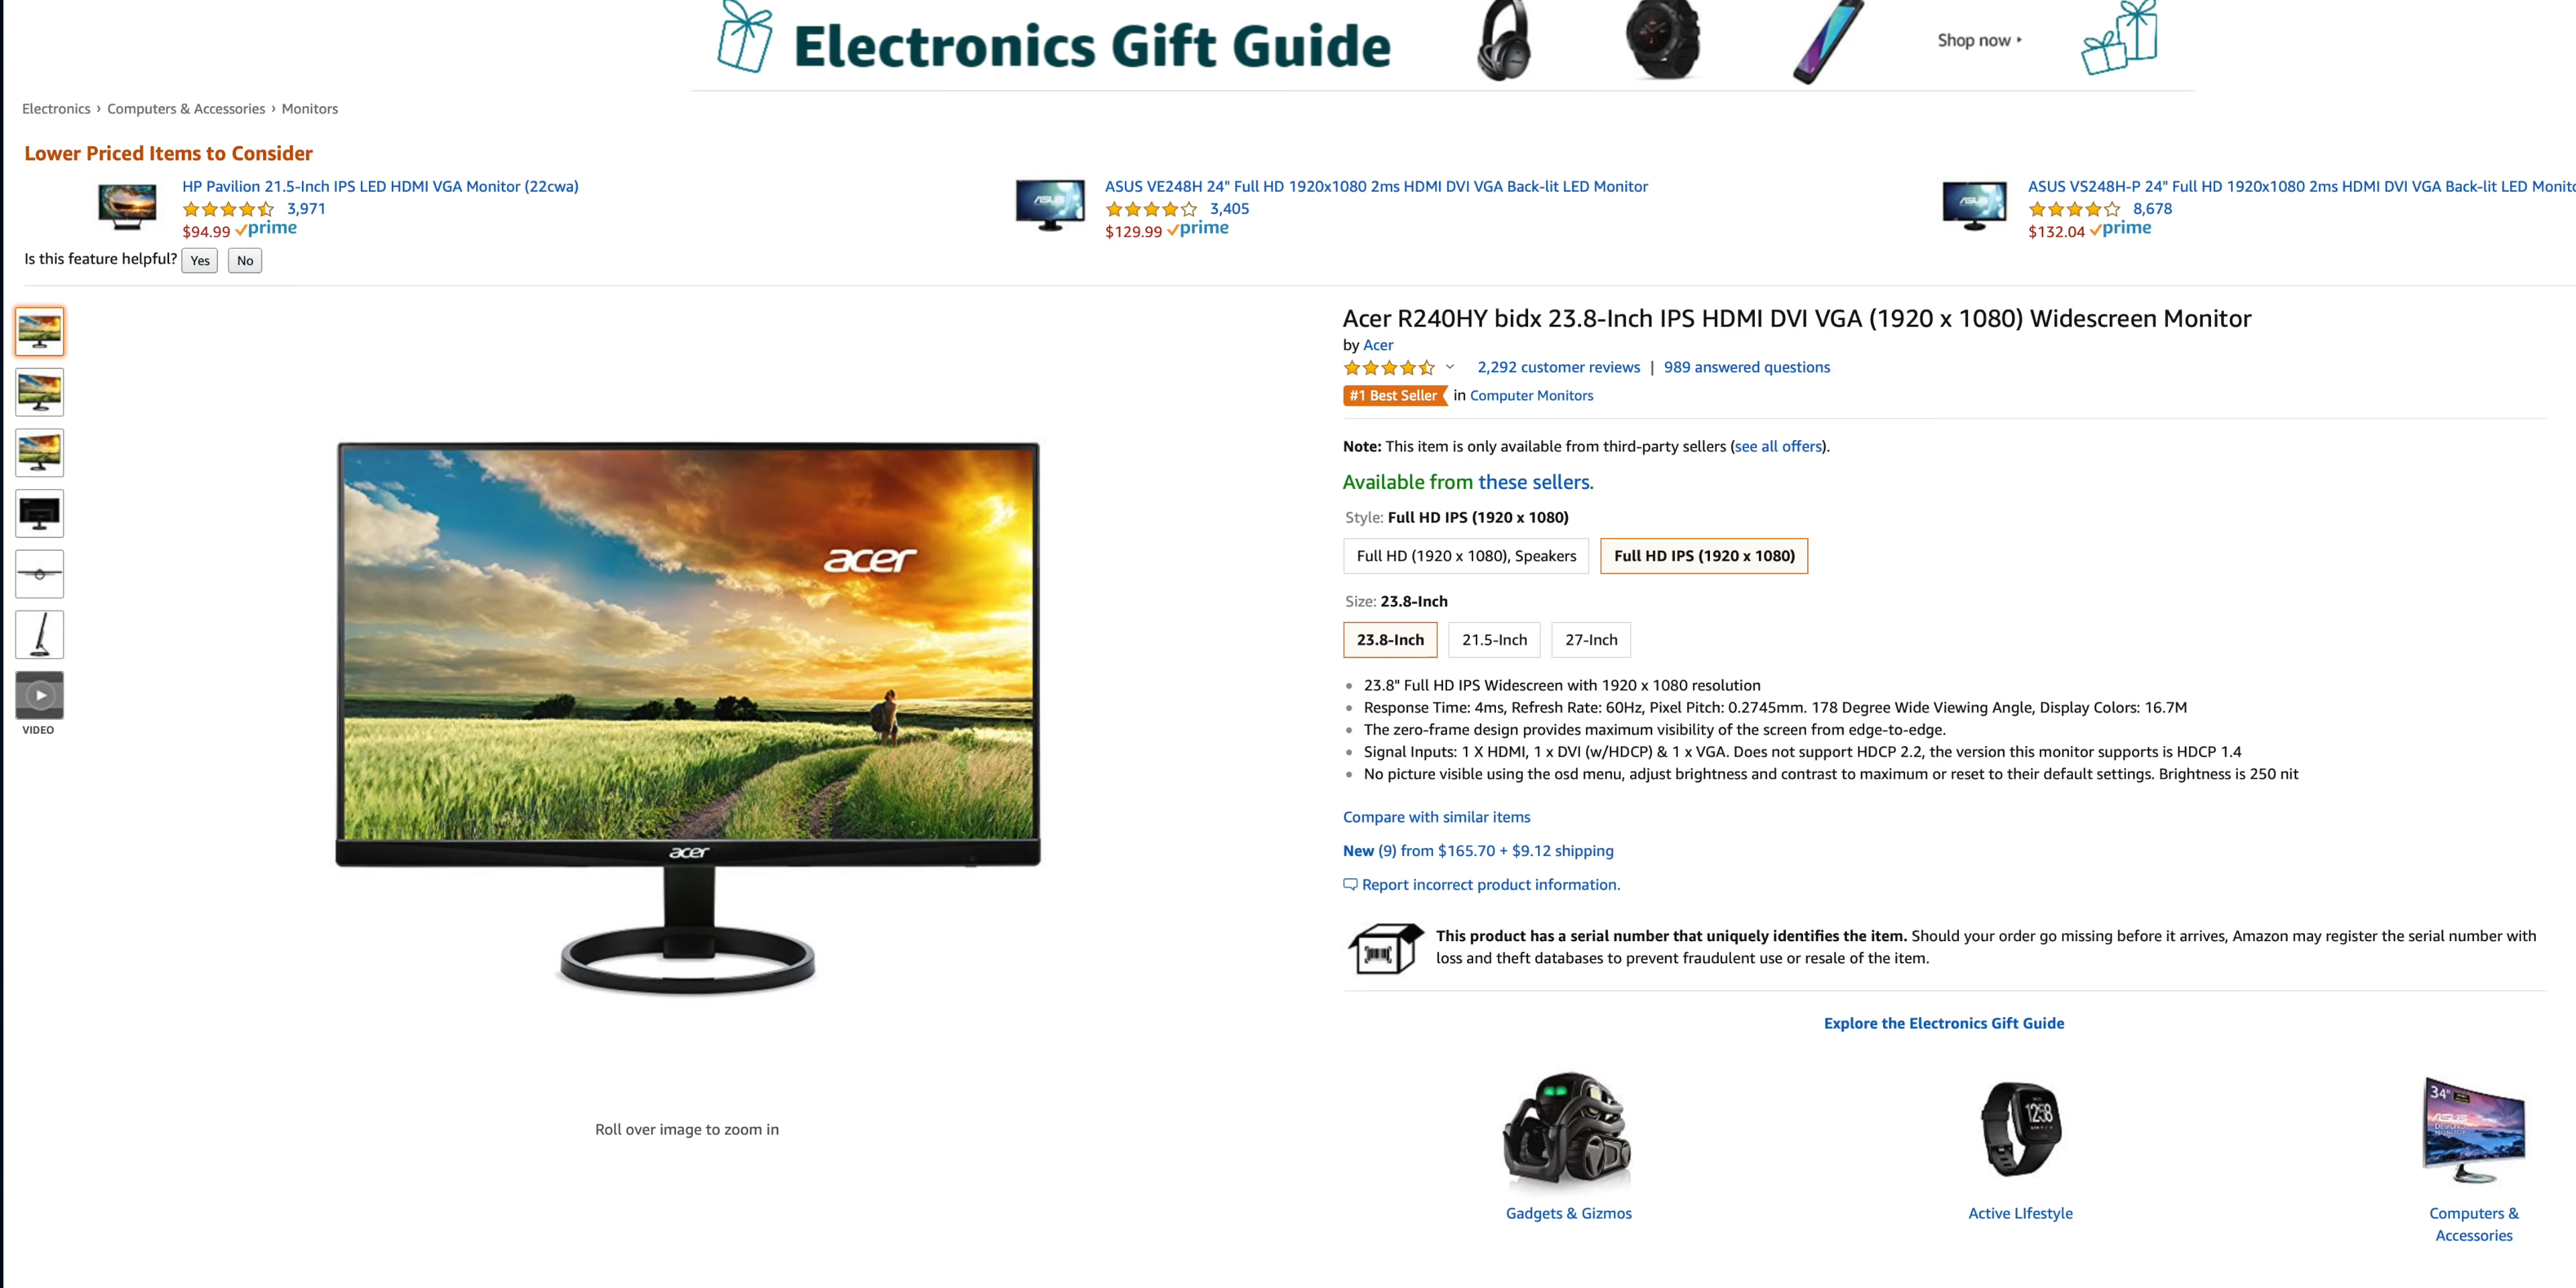 Electronics Gift Guide
Shop now ▸
Electronics › Computers & Accessories › Monitors
Lower Priced Items to Consider
HP Pavilion 21.5-Inch IPS LED HDMI VGA Monitor (22cwa)
3,971
$94.99 prime
ASUS VE248H 24" Full HD 1920x1080 2ms HDMI DVI VGA Back-lit LED Monitor
3,405
$129.99 prime
ASUS VS248H-P 24" Full HD 1920x1080 2ms HDMI DVI VGA Back-lit LED Monito
8,678
$132.04 prime
Is this feature helpful? Yes No
VIDEO
acer
acer
Roll over image to zoom in
Acer R240HY bidx 23.8-Inch IPS HDMI DVI VGA (1920 x 1080) Widescreen Monitor
by Acer
2,292 customer reviews | 989 answered questions
#1 Best Seller in Computer Monitors
Note: This item is only available from third-party sellers (see all offers).
Available from these sellers.
Style: Full HD IPS (1920 x 1080)
Full HD (1920 x 1080), Speakers Full HD IPS (1920 x 1080)
Size: 23.8-Inch
23.8-Inch 21.5-Inch 27-Inch
23.8" Full HD IPS Widescreen with 1920 x 1080 resolution
Response Time: 4ms, Refresh Rate: 60Hz, Pixel Pitch: 0.2745mm. 178 Degree Wide Viewing Angle, Display Colors: 16.7M
The zero-frame design provides maximum visibility of the screen from edge-to-edge.
Signal Inputs: 1 X HDMI, 1 x DVI (w/HDCP) & 1 x VGA. Does not support HDCP 2.2, the version this monitor supports is HDCP 1.4
No picture visible using the osd menu, adjust brightness and contrast to maximum or reset to their default settings. Brightness is 250 nit
Compare with similar items
New (9) from $165.70 + $9.12 shipping
Report incorrect product information.
This product has a serial number that uniquely identifies the item. Should your order go missing before it arrives, Amazon may register the serial number with
loss and theft databases to prevent fraudulent use or resale of the item.
Explore the Electronics Gift Guide
12:58
34"
ASUS
Gadgets & Gizmos
Active LIfestyle
Computers &
Accessories